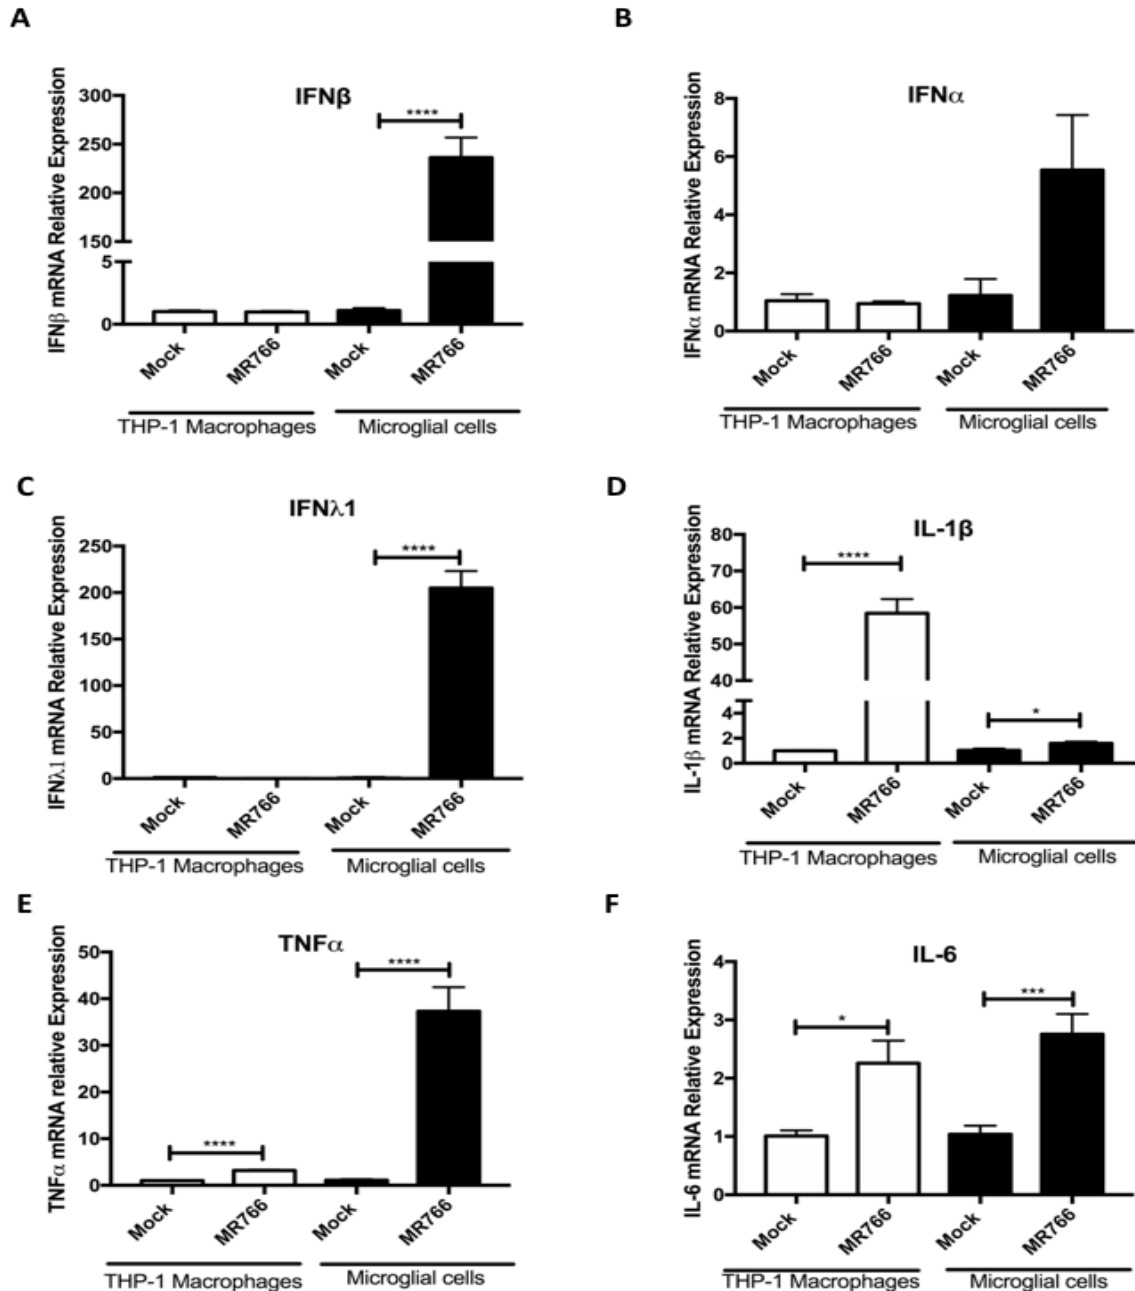 A
IFNβ
IFNβ mRNA Relative Expression
300
250
200
150
5
0
****
Mock
MR766
Mock
MR766
THP-1 Macrophages
Microglial cells
B
IFNα
IFNα mRNA Relative Expression
8
6
4
2
0
Mock
MR766
Mock
MR766
THP-1 Macrophages
Microglial cells
C
IFNλ1
IFNλ1 mRNA Relative Expression
250
200
150
100
50
0
****
Mock
MR766
Mock
MR766
THP-1 Macrophages
Microglial cells
D
IL-1β
IL-1β mRNA Relative Expression
80
70
60
50
40
4
2
0
****
*
Mock
MR766
Mock
MR766
THP-1 Macrophages
Microglial cells
E
TNFα
TNFα mRNA relative Expression
50
40
30
20
10
0
****
****
Mock
MR766
Mock
MR766
THP-1 Macrophages
Microglial cells
F
IL-6
IL-6 mRNA Relative Expression
4
3
2
1
0
*
***
Mock
MR766
Mock
MR766
THP-1 Macrophages
Microglial cells